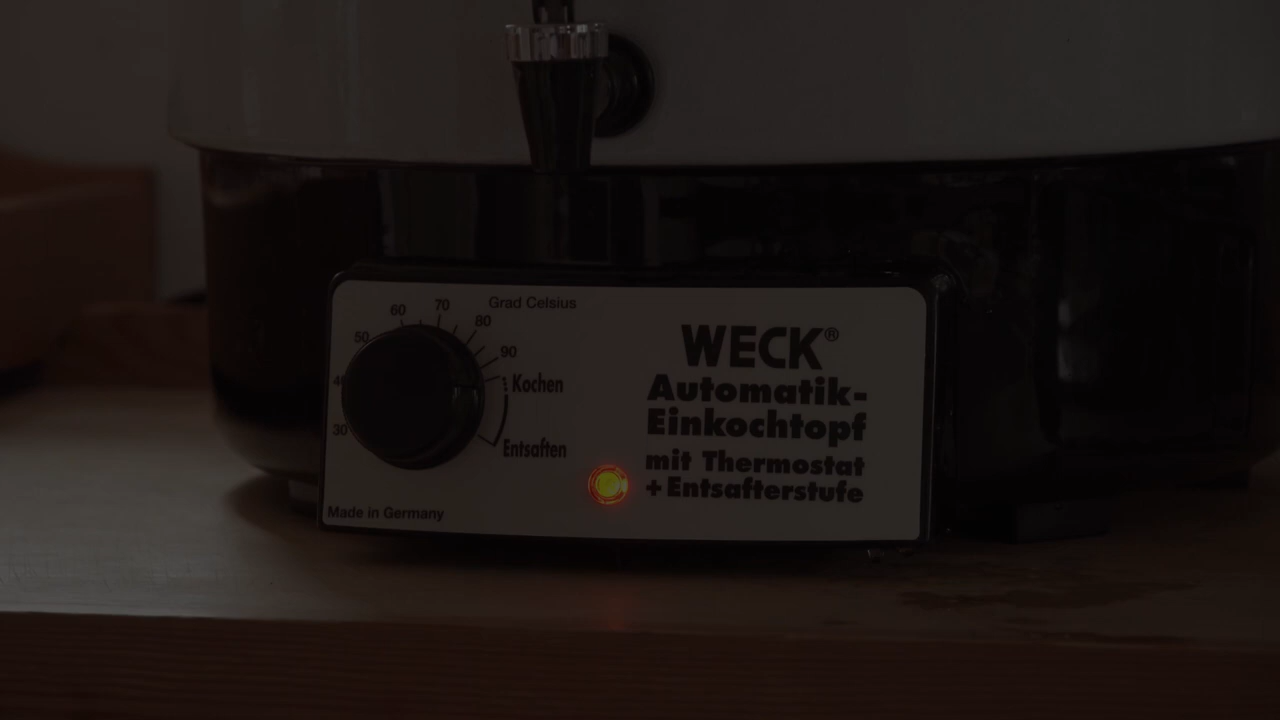 Grad Celsius
30
40
50
60
70
80
90
Kochen
Entsaften
WECK®
Automatik-
Einkochtopf
mit Thermostat
+ Entsafterstufe
Made in Germany